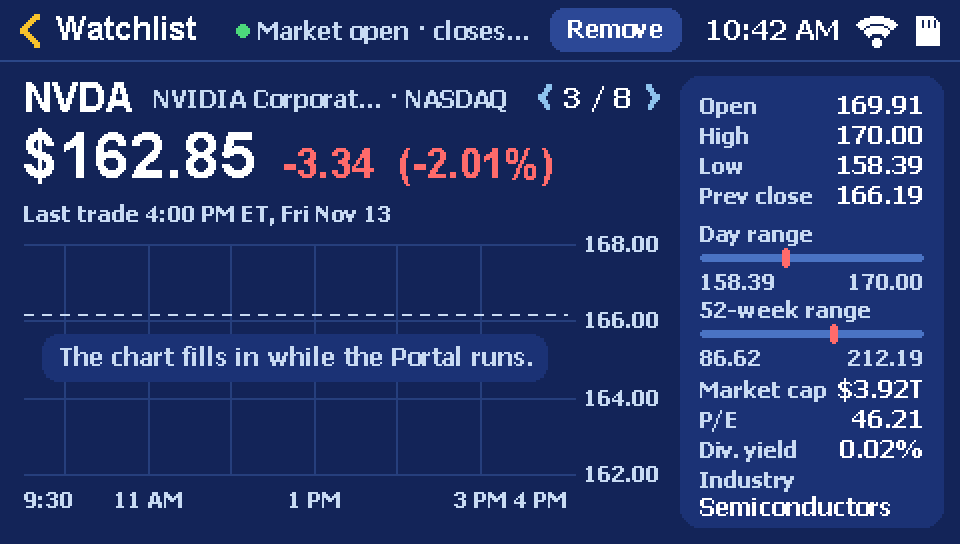 Watchlist
Market open · closes...
Remove
10:42 AM
NVDA NVIDIA Corporat... · NASDAQ
3 / 8
$162.85 -3.34 (-2.01%)
Last trade 4:00 PM ET, Fri Nov 13
168.00
166.00
The chart fills in while the Portal runs.
164.00
162.00
9:30 11 AM 1 PM 3 PM 4 PM
Open 169.91
High 170.00
Low 158.39
Prev close 166.19
Day range
158.39 170.00
52-week range
86.62 212.19
Market cap $3.92T
P/E 46.21
Div. yield 0.02%
Industry
Semiconductors